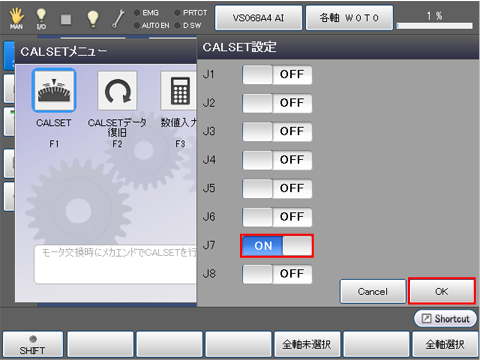 MAN
I/O
EMG
PRTCT
AUTO EN
D SW
VS068A4 AI
各軸 W0T0
1 %
CALSETメニュー
CALSET設定
CALSET
F1
CALSETデータ
復旧
F2
数値入力
F3
モータ交換時にメカエンドでCALSETを行
J1
OFF
J2
OFF
J3
OFF
J4
OFF
J5
OFF
J6
OFF
J7
ON
J8
OFF
Cancel
OK
Shortcut
SHIFT
全軸未選択
全軸選択